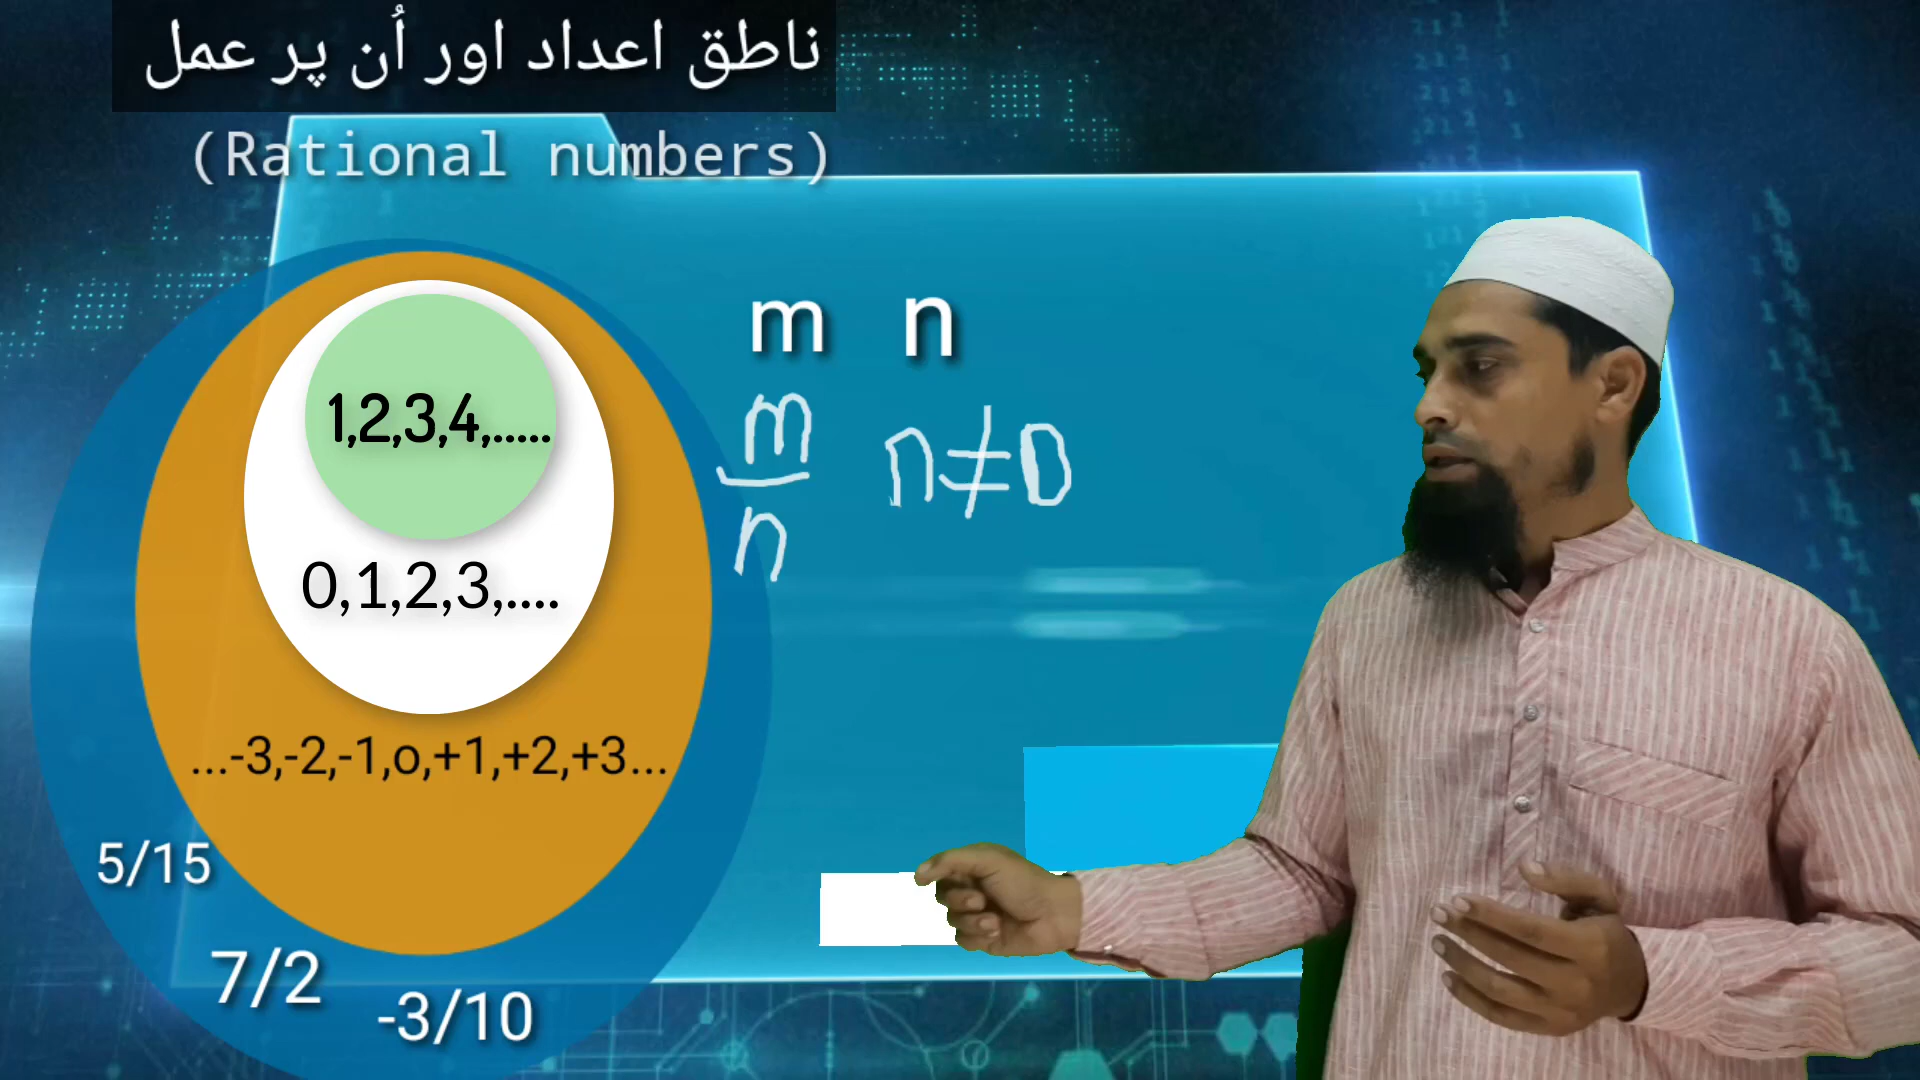 ناطق اعداد اور اُن پر عمل
(Rational numbers)
1,2,3,4,.....
0,1,2,3,....
...-3,-2,-1,o,+1,+2,+3...
5/15
7/2
-3/10
m n
m/n n≠0